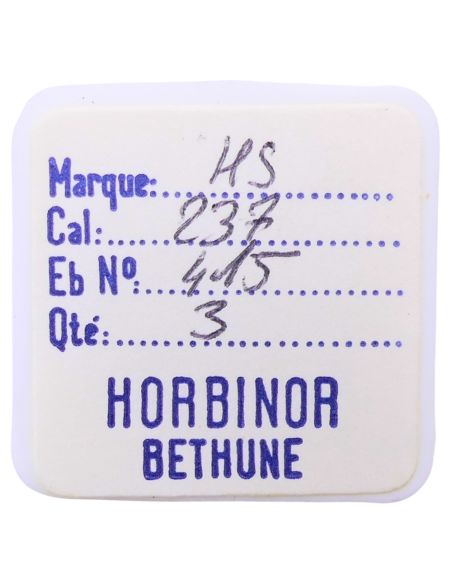 Marque: HS
Cal: 237
Eb Nº: 415
Qté: 3
HORBINOR
BETHUNE